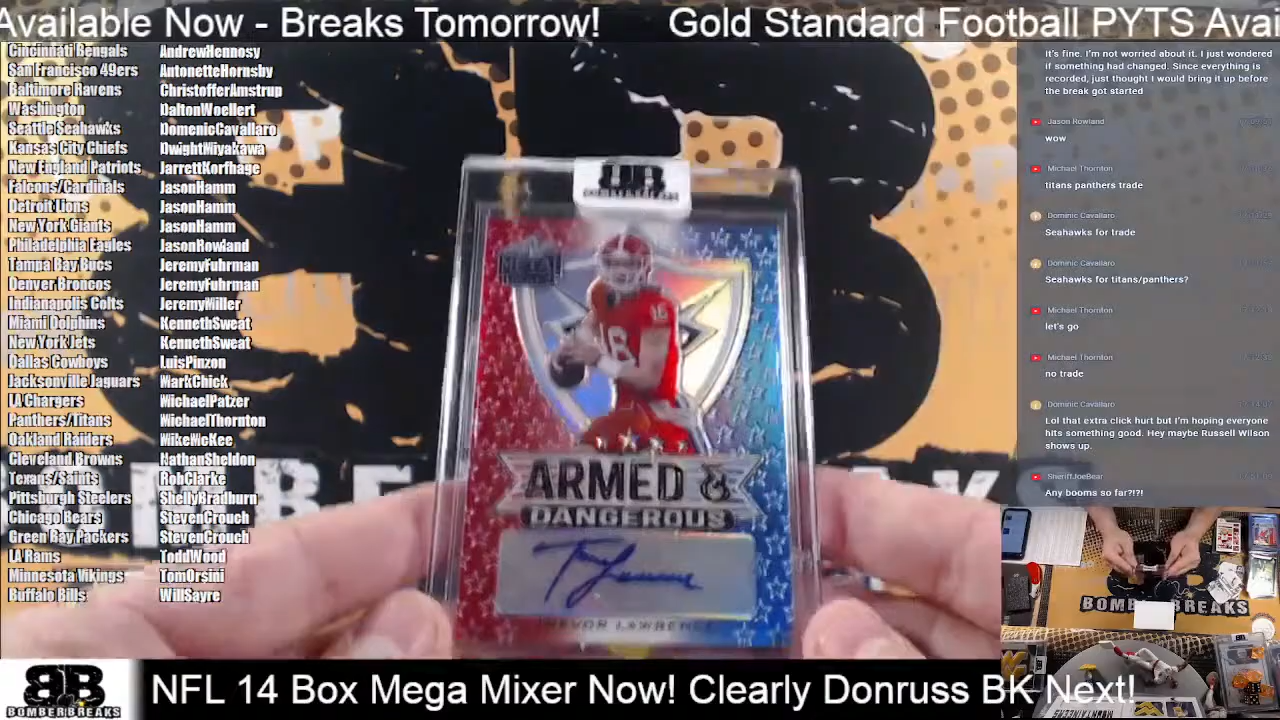 Available Now - Breaks Tomorrow! Gold Standard Football PYTS Avai
Cincinnati Bengals AndrewHennosy
San Francisco 49ers AntonetteHornsby
Baltimore Ravens ChristofferAmstrup
Washington DaltonWoellert
Seattle Seahawks DomenicCavallaro
Kansas City Chiefs DwightMiyakawa
New England Patriots JarrettKorfhage
Falcons/Cardinals JasonHamm
Detroit Lions JasonHamm
New York Giants JasonHamm
Philadelphia Eagles JasonRowland
Tampa Bay Bucs JeremyFuhrman
Denver Broncos JeremyFuhrman
Indianapolis Colts JeremyMiller
Miami Dolphins KennethSweat
New York Jets KennethSweat
Dallas Cowboys LuisPinzon
Jacksonville Jaguars WarkChick
LA Chargers MichaelPatzer
Panthers/Titans MichaelThornton
Oakland Raiders MikeMcKee
Cleveland Browns NathanSheldon
Texans/Saints RobClarke
Pittsburgh Steelers ShellyBradburn
Chicago Bears StevenCrouch
Green Bay Packers StevenCrouch
LA Rams ToddWood
Minnesota Vikings TomOrsini
Buffalo Bills WillSayre
BB
16
16
ARMED &
DANGEROUS
TREVOR LAWRENCE
It's fine. I'm not worried about it. I just wondered
if something had changed. Since everything is
recorded, just thought I would bring it up before
the break got started
Jason Rowland
wow
Michael Thornton
titans panthers trade
Dominic Cavallaro
Seahawks for trade
Dominic Cavallaro
Seahawks for titans/panthers?
Michael Thornton
let's go
Michael Thornton
no trade
Dominic Cavallaro
Lol that extra click hurt but I'm hoping everyone
hits something good. Hey maybe Russell Wilson
shows up.
SheriffJoeBear
Any booms so far?!?!
BOMBERBREAKS
BB
BOMBERBREAKS
NFL 14 Box Mega Mixer Now! Clearly Donruss BK Next!